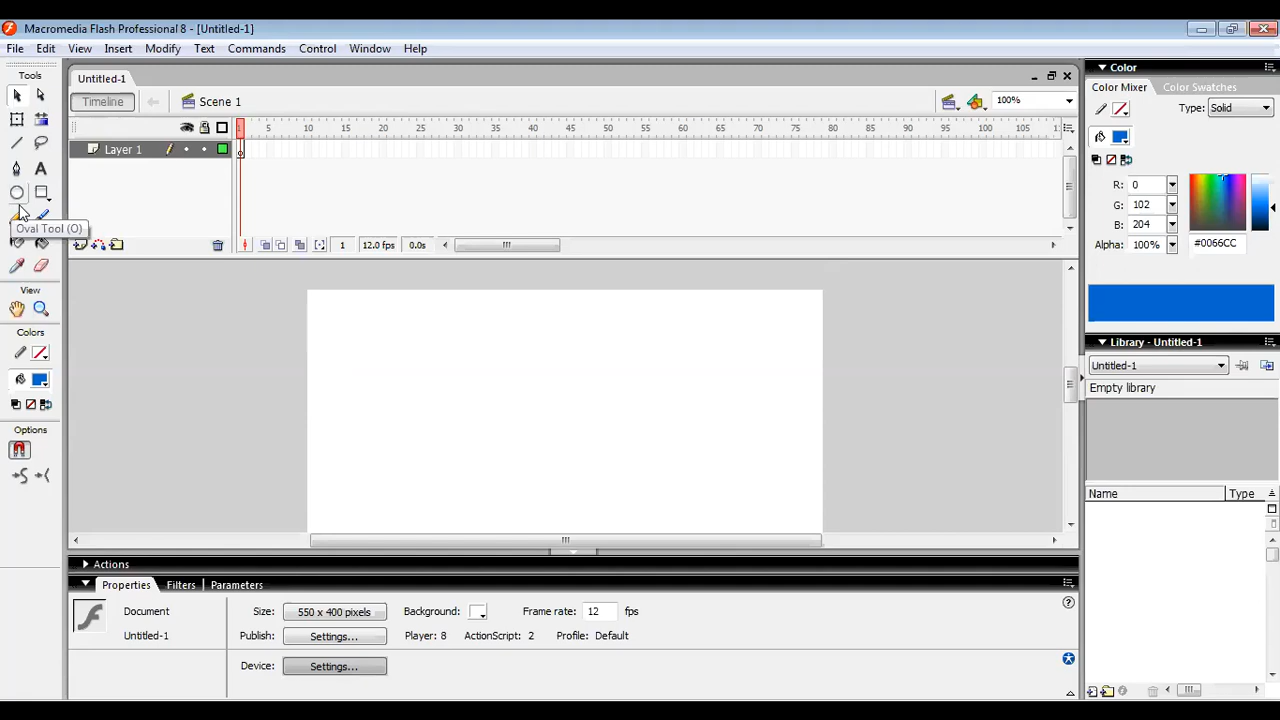 Macromedia Flash Professional 8 - [Untitled-1]
File Edit View Insert Modify Text Commands Control Window Help
Tools
Untitled-1
Timeline
Scene 1
100%
1 5 10 15 20 25 30 35 40 45 50 55 60 65 70 75 80 85 90 95 100 105
Layer 1
Oval Tool (O)
1 12.0 fps 0.0s
View
Colors
Options
Color
Color Mixer Color Swatches
Type: Solid
R: 0
G: 102
B: 204
Alpha: 100% #0066CC
Library - Untitled-1
Untitled-1
Empty library
Name Type
Actions
Properties Filters Parameters
Document
Untitled-1
Size: 550 x 400 pixels Background: Frame rate: 12 fps
Publish: Settings... Player: 8 ActionScript: 2 Profile: Default
Device: Settings...